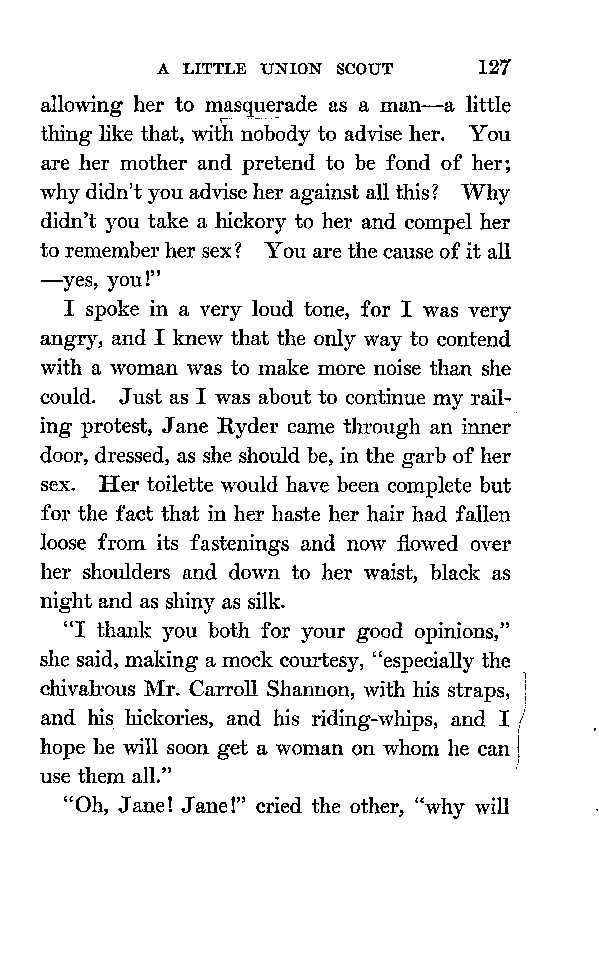 A LITTLE UNION SCOUT 127
allowing her to masquerade as a man—a little
thing like that, with nobody to advise her. You
are her mother and pretend to be fond of her;
why didn't you advise her against all this? Why
didn't you take a hickory to her and compel her
to remember her sex? You are the cause of it all
—yes, you!"
I spoke in a very loud tone, for I was very
angry, and I knew that the only way to contend
with a woman was to make more noise than she
could. Just as I was about to continue my rail-
ing protest, Jane Ryder came through an inner
door, dressed, as she should be, in the garb of her
sex. Her toilette would have been complete but
for the fact that in her haste her hair had fallen
loose from its fastenings and now flowed over
her shoulders and down to her waist, black as
night and as shiny as silk.
"I thank you both for your good opinions,"
she said, making a mock courtesy, "especially the
chivalrous Mr. Carroll Shannon, with his straps,
and his hickories, and his riding-whips, and I
hope he will soon get a woman on whom he can
use them all."
"Oh, Jane! Jane!" cried the other, "why will